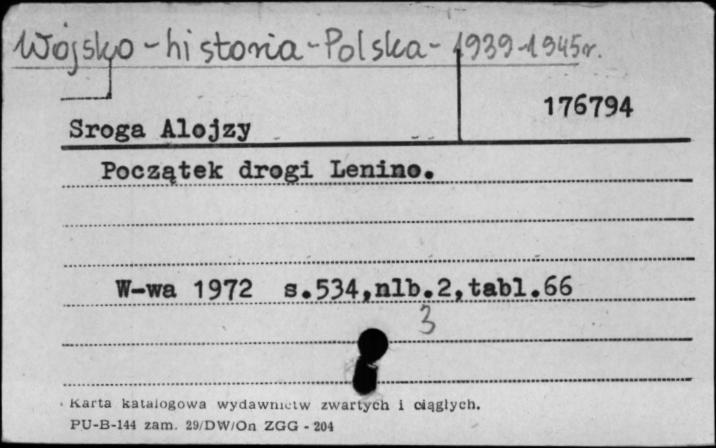 Wojsko-historia-Polska-1939-1945r.
176794
Sroga Alojzy
Początek drogi Lenino.
W-wa 1972 s.534,nlb.2,tabl.66
3
Karta katalogowa wydawnictw zwartych i ciągłych.
PU-B-144 zam. 29/DW/On ZGG - 204